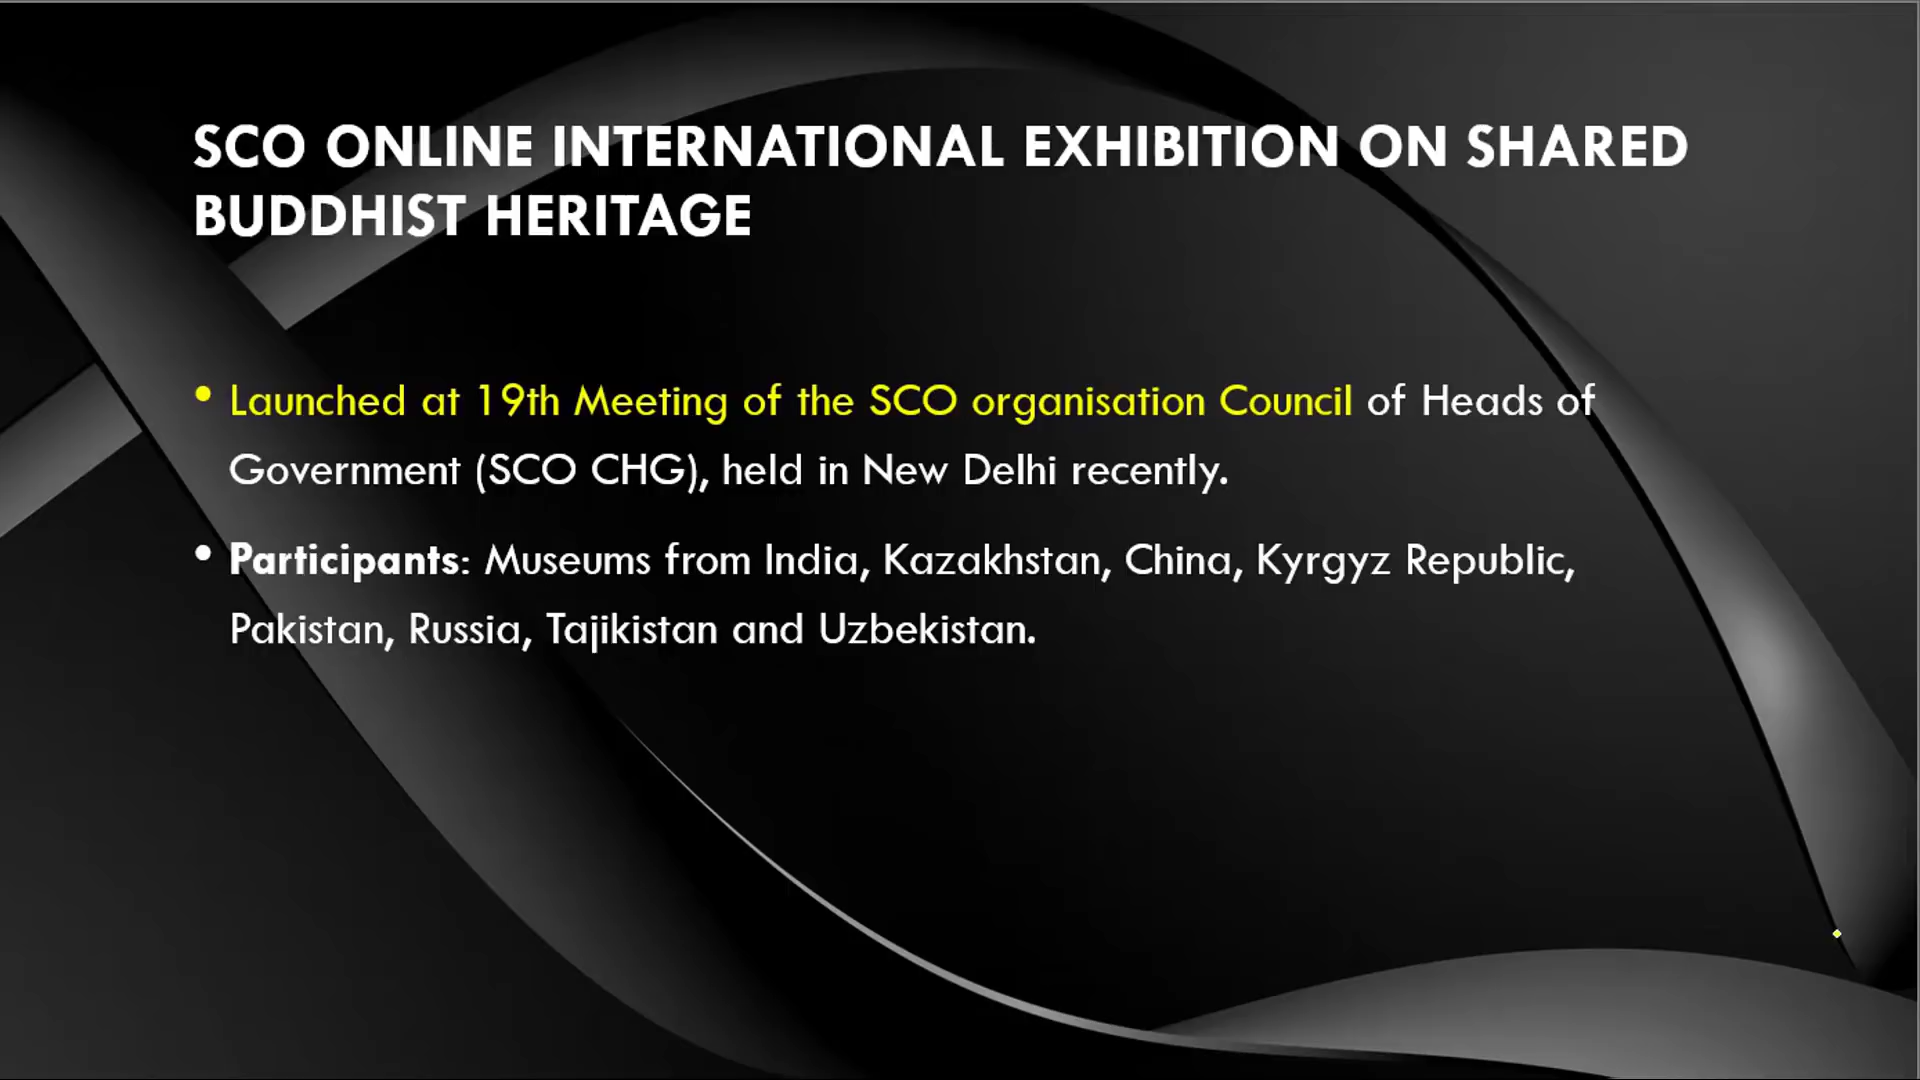 SCO ONLINE INTERNATIONAL EXHIBITION ON SHARED
BUDDHIST HERITAGE
• Launched at 19th Meeting of the SCO organisation Council of Heads of
Government (SCO CHG), held in New Delhi recently.
• Participants: Museums from India, Kazakhstan, China, Kyrgyz Republic,
Pakistan, Russia, Tajikistan and Uzbekistan.